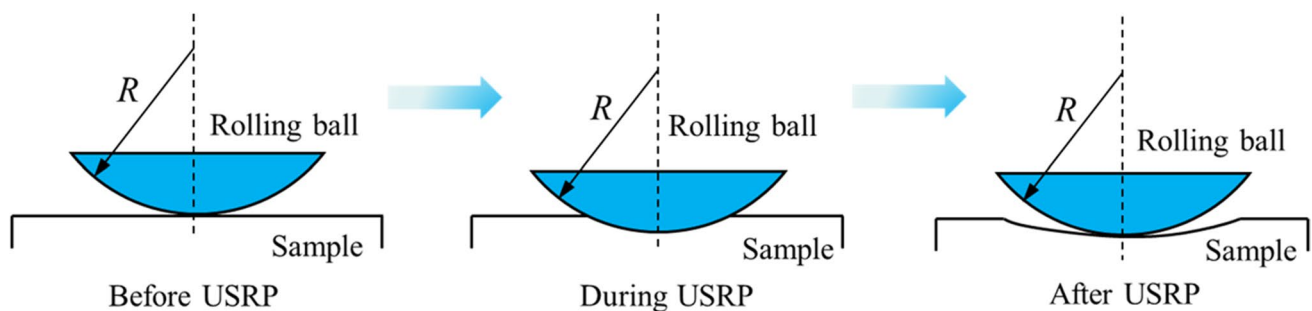 R
Rolling ball
Sample
Before USRP
R
Rolling ball
Sample
During USRP
R
Rolling ball
Sample
After USRP